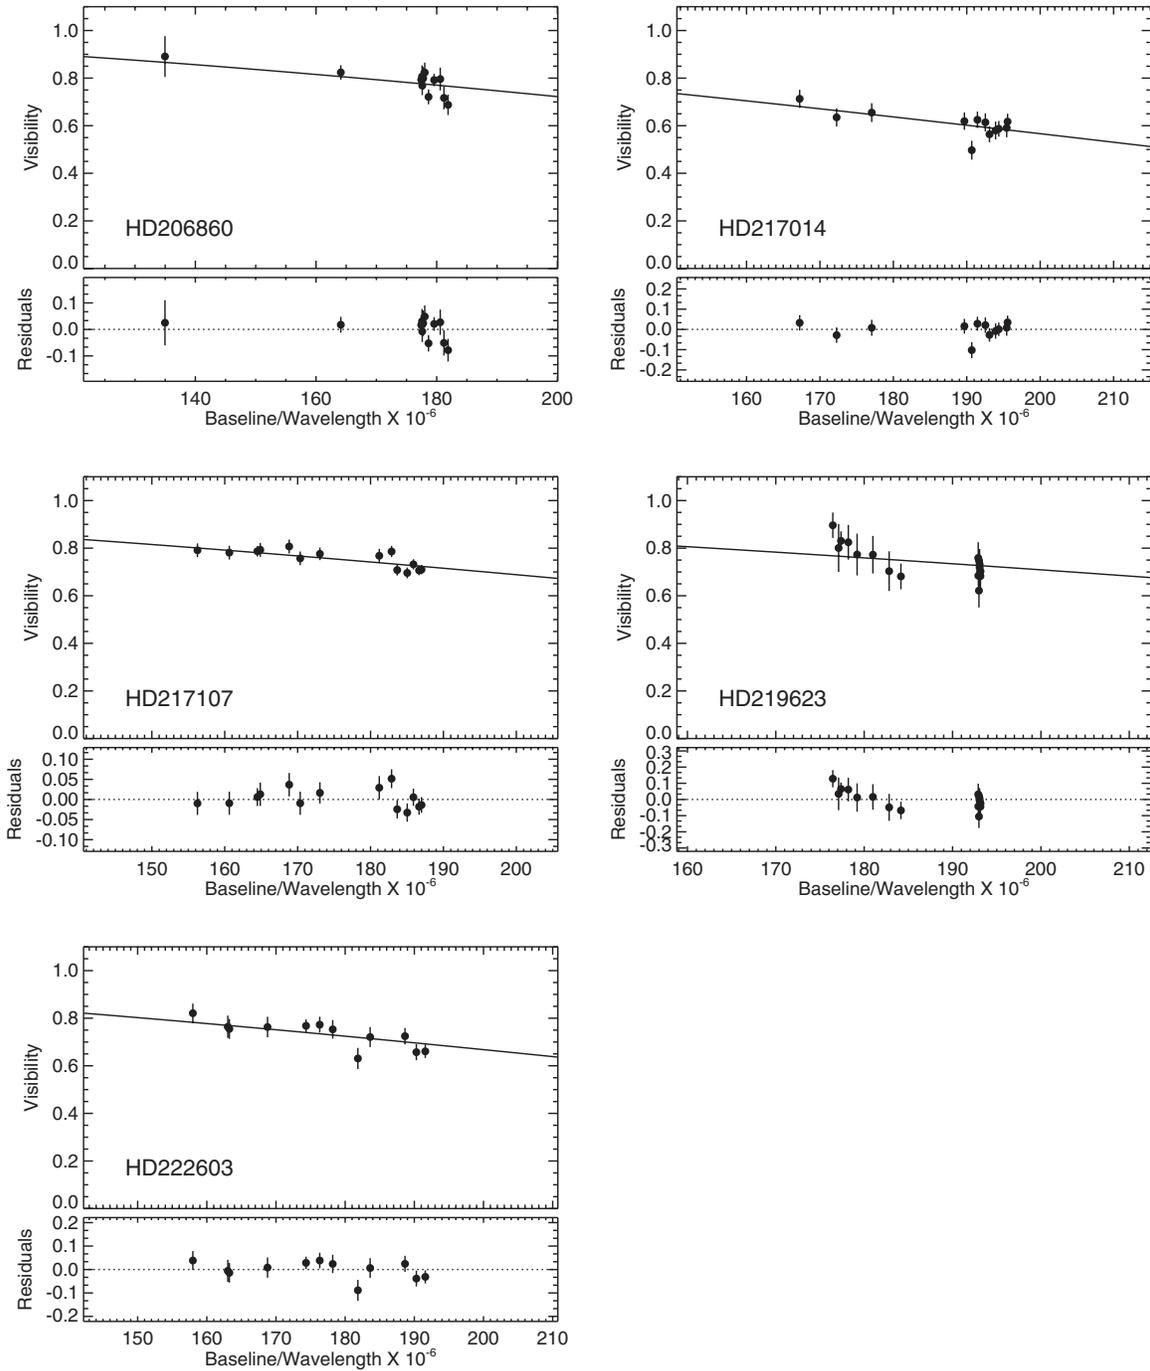 1.0
0.8
0.6
0.4
0.2
0.0
Visibility
HD206860
0.1
0.0
-0.1
Residuals
140 160 180 200
Baseline/Wavelength X 10-6
1.0
0.8
0.6
0.4
0.2
0.0
Visibility
HD217014
0.2
0.1
0.0
-0.1
-0.2
Residuals
160 170 180 190 200 210
Baseline/Wavelength X 10-6
1.0
0.8
0.6
0.4
0.2
0.0
Visibility
HD217107
0.10
0.05
0.00
-0.05
-0.10
Residuals
150 160 170 180 190 200
Baseline/Wavelength X 10-6
1.0
0.8
0.6
0.4
0.2
0.0
Visibility
HD219623
0.3
0.2
0.1
0.0
-0.1
-0.2
-0.3
Residuals
160 170 180 190 200 210
Baseline/Wavelength X 10-6
1.0
0.8
0.6
0.4
0.2
0.0
Visibility
HD222603
0.2
0.1
0.0
-0.1
-0.2
Residuals
150 160 170 180 190 200 210
Baseline/Wavelength X 10-6